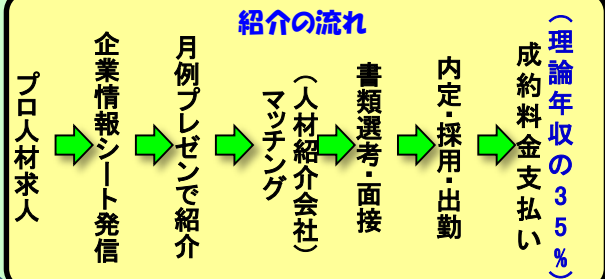 紹介の流れ
プロ人材求人
企業情報シート発信
月例プレゼンで紹介
マッチング
（人材紹介会社）
書類選考・面接
内定・採用・出勤
成約料金支払い
（理論年収の３５％）